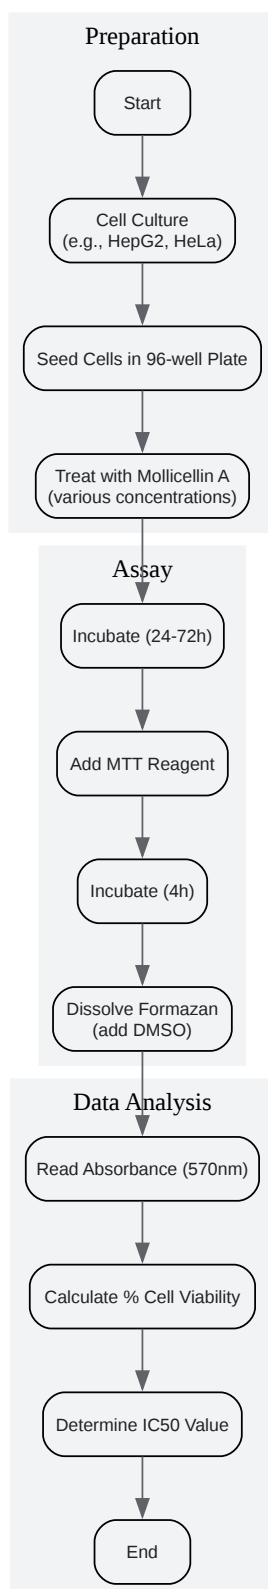 Preparation
Start
Cell Culture
(e.g., HepG2, HeLa)
Seed Cells in 96-well Plate
Treat with Mollicellin A
(various concentrations)
Assay
Incubate (24-72h)
Add MTT Reagent
Incubate (4h)
Dissolve Formazan
(add DMSO)
Data Analysis
Read Absorbance (570nm)
Calculate % Cell Viability
Determine IC50 Value
End